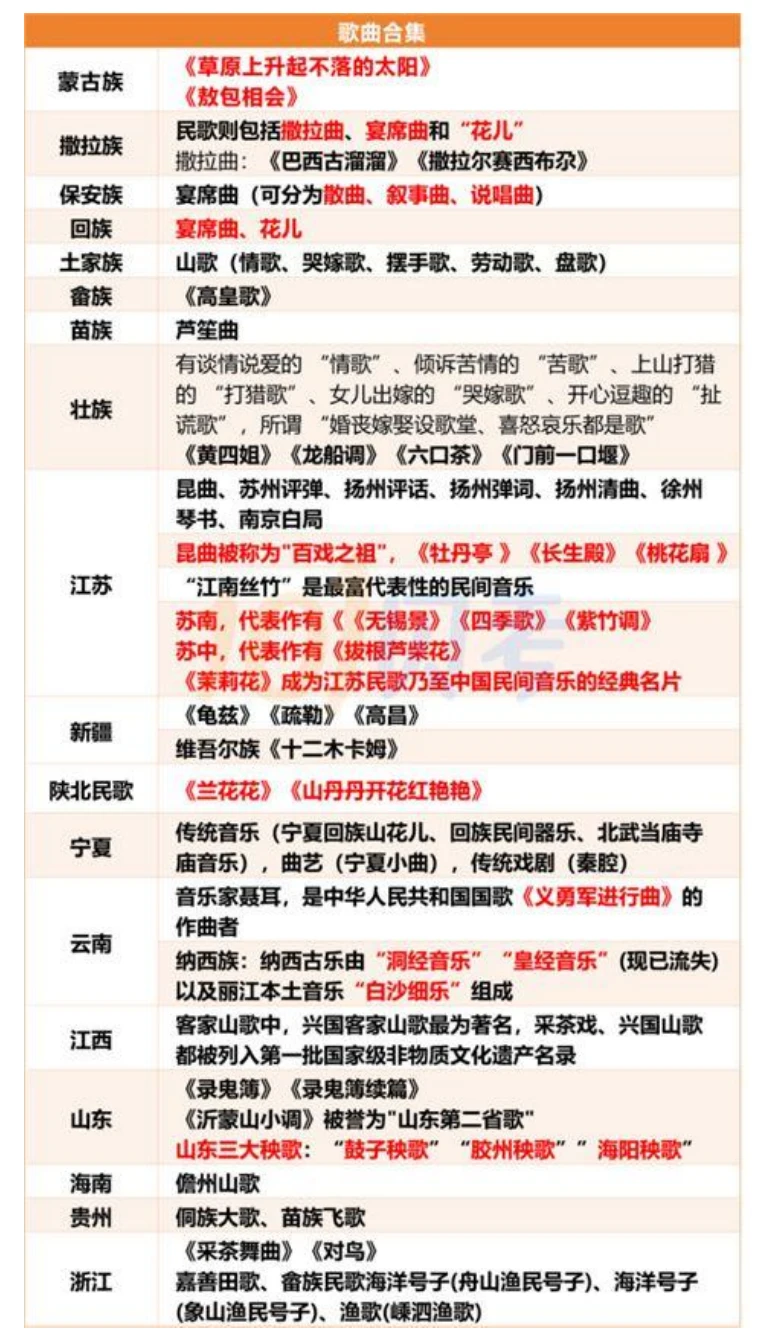 歌曲合集
蒙古族
《草原上升起不落的太阳》
《敖包相会》
撒拉族
民歌则包括撒拉曲、宴席曲和“花儿”
撒拉曲：《巴西古溜溜》《撒拉尔赛西布尕》
保安族
宴席曲（可分为散曲、叙事曲、说唱曲）
回族
宴席曲、花儿
土家族
山歌（情歌、哭嫁歌、摆手歌、劳动歌、盘歌）
畲族
《高皇歌》
苗族
芦笙曲
壮族
有谈情说爱的 “情歌”、倾诉苦情的 “苦歌”、上山打猎
的 “打猎歌”、女儿出嫁的 “哭嫁歌”、开心逗趣的 “扯
谎歌”，所谓 “婚丧嫁娶设歌堂、喜怒哀乐都是歌”
《黄四姐》《龙船调》《六口茶》《门前一口堰》
江苏
昆曲、苏州评弹、扬州评话、扬州弹词、扬州清曲、徐州
琴书、南京白局
昆曲被称为"百戏之祖"，《牡丹亭 》《长生殿》《桃花扇 》
“江南丝竹”是最富代表性的民间音乐
苏南，代表作有《《无锡景》《四季歌》《紫竹调》
苏中，代表作有《拔根芦柴花》
《茉莉花》成为江苏民歌乃至中国民间音乐的经典名片
新疆
《龟兹》《疏勒》《高昌》
维吾尔族《十二木卡姆》
陕北民歌
《兰花花》《山丹丹开花红艳艳》
宁夏
传统音乐（宁夏回族山花儿、回族民间器乐、北武当庙寺
庙音乐），曲艺（宁夏小曲），传统戏剧（秦腔）
云南
音乐家聂耳，是中华人民共和国国歌《义勇军进行曲》的
作曲者
纳西族：纳西古乐由 “洞经音乐” “皇经音乐”(现已流失)
以及丽江本土音乐 “白沙细乐” 组成
江西
客家山歌中，兴国客家山歌最为著名，采茶戏、兴国山歌
都被列入第一批国家级非物质文化遗产名录
山东
《录鬼簿》《录鬼簿续篇》
《沂蒙山小调》被誉为"山东第二省歌"
山东三大秧歌：“鼓子秧歌” “胶州秧歌” ” 海阳秧歌”
海南
儋州山歌
贵州
侗族大歌、苗族飞歌
浙江
《采茶舞曲》《对鸟》
嘉善田歌、畲族民歌海洋号子(舟山渔民号子)、海洋号子
(象山渔民号子)、渔歌(嵊泗渔歌)